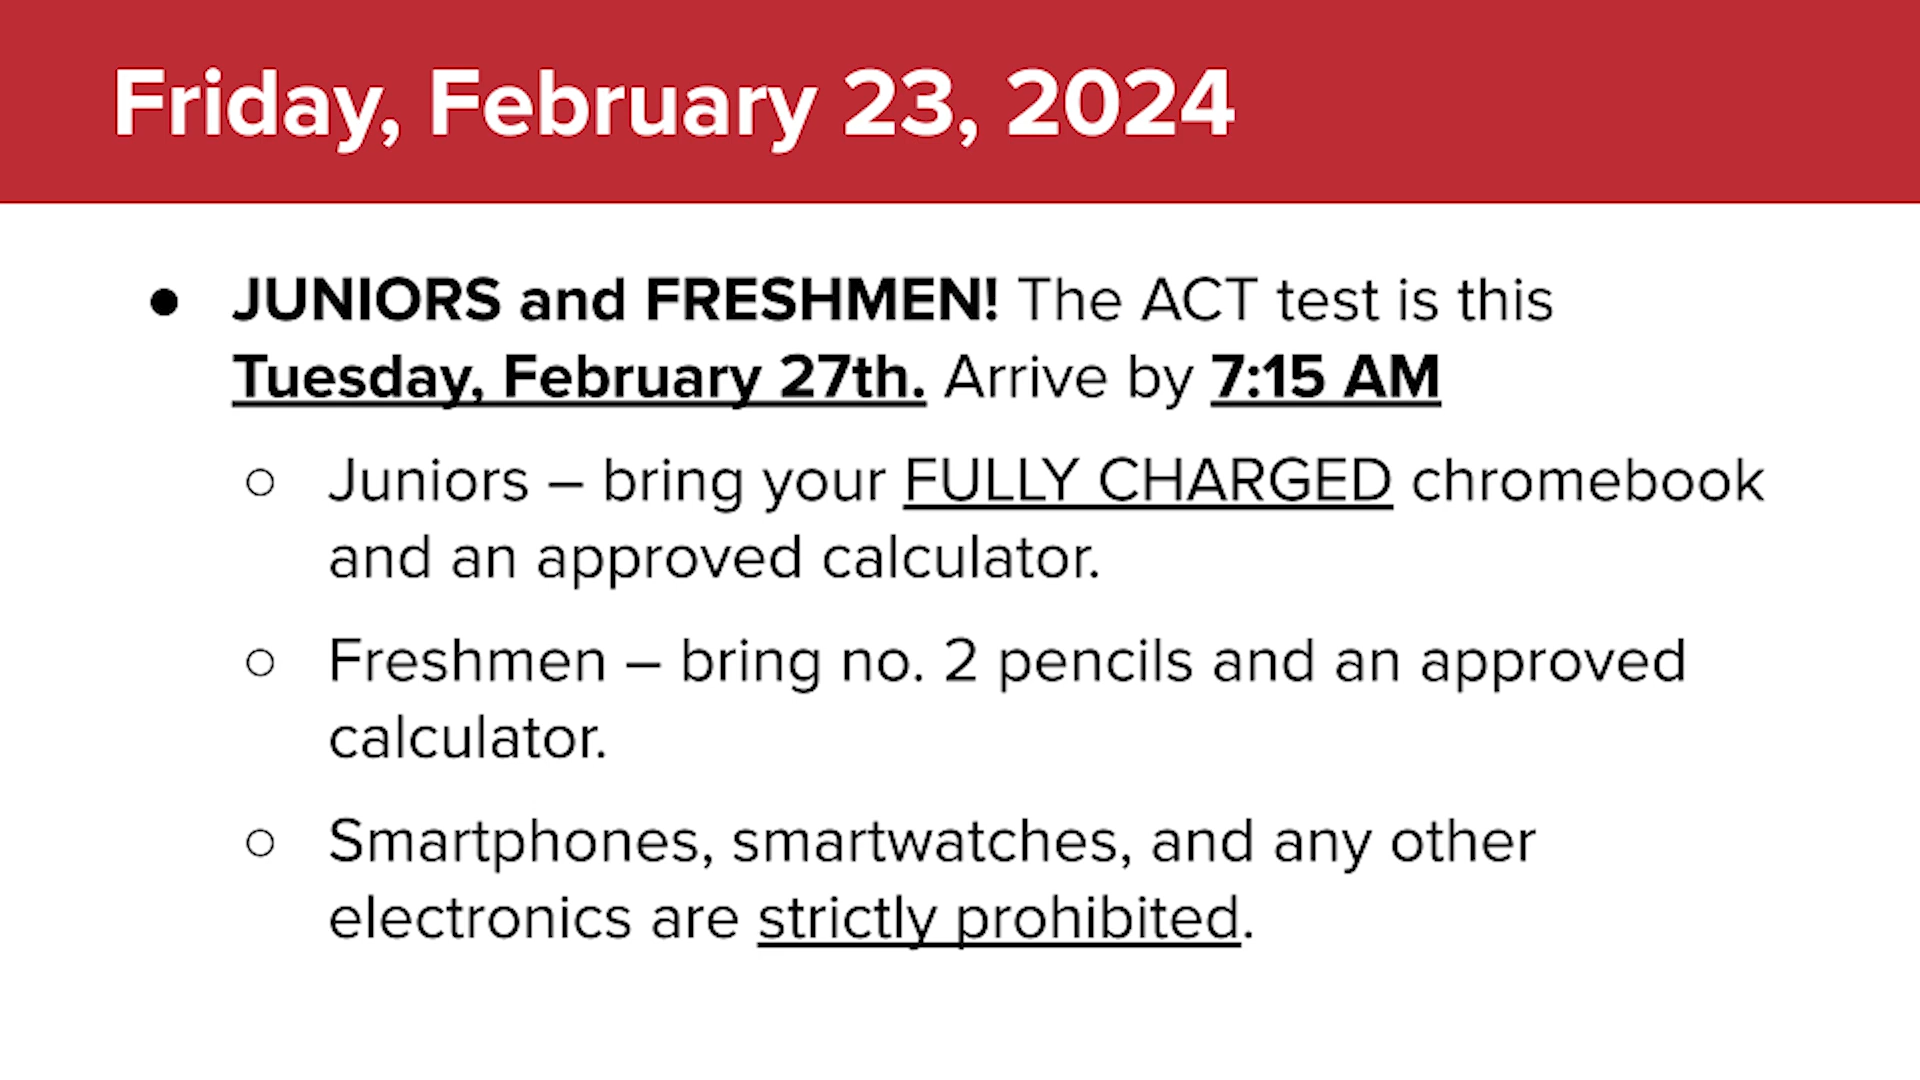 Friday, February 23, 2024
● JUNIORS and FRESHMEN! The ACT test is this
Tuesday, February 27th. Arrive by 7:15 AM
○ Juniors – bring your FULLY CHARGED chromebook
and an approved calculator.
○ Freshmen – bring no. 2 pencils and an approved
calculator.
○ Smartphones, smartwatches, and any other
electronics are strictly prohibited.